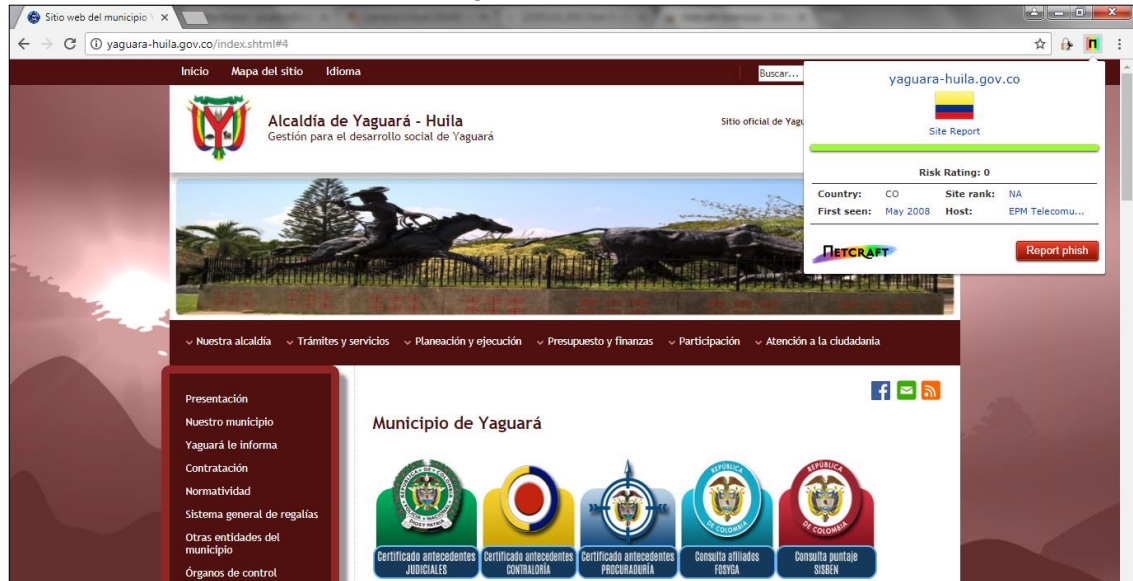 Sitio web del municipio
yaguara-huila.gov.co/index.shtml#4
Inicio Mapa del sitio Idioma
Buscar...
Alcaldía de Yaguará - Huila
Gestión para el desarrollo social de Yaguará
Sitio oficial de Yagu
yaguara-huila.gov.co
Site Report
Risk Rating: 0
Country: CO Site rank: NA
First seen: May 2008 Host: EPM Telecomu...
NETCRAFT
Report phish
Nuestra alcaldía Trámites y servicios Planeación y ejecución Presupuesto y finanzas Participación Atención a la ciudadania
Presentación
Nuestro municipio
Yaguará le informa
Contratación
Normatividad
Sistema general de regalías
Otras entidades del
municipio
Órganos de control
Municipio de Yaguará
Certificado antecedentes
JUDICIALES
Certificado antecedentes
CONTRALORÍA
Certificado antecedentes
PROCURADURÍA
REPÚBLICA
DE COLOMBIA
Consulta afiliados
FOSYGA
REPÚBLICA
DE COLOMBIA
Consulta puntaje
SISBEN